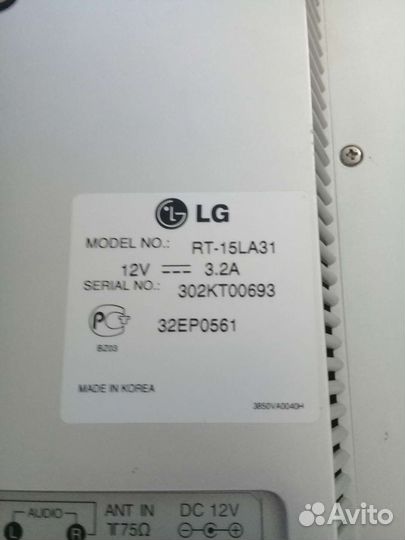 LG
MODEL NO.: RT-15LA31
12V 3.2A
SERIAL NO.: 302KT00693
32EP0561
BZ03
MADE IN KOREA
3850VA0040H
AUDIO ANT IN DC 12V
L R 75Ω
Avito